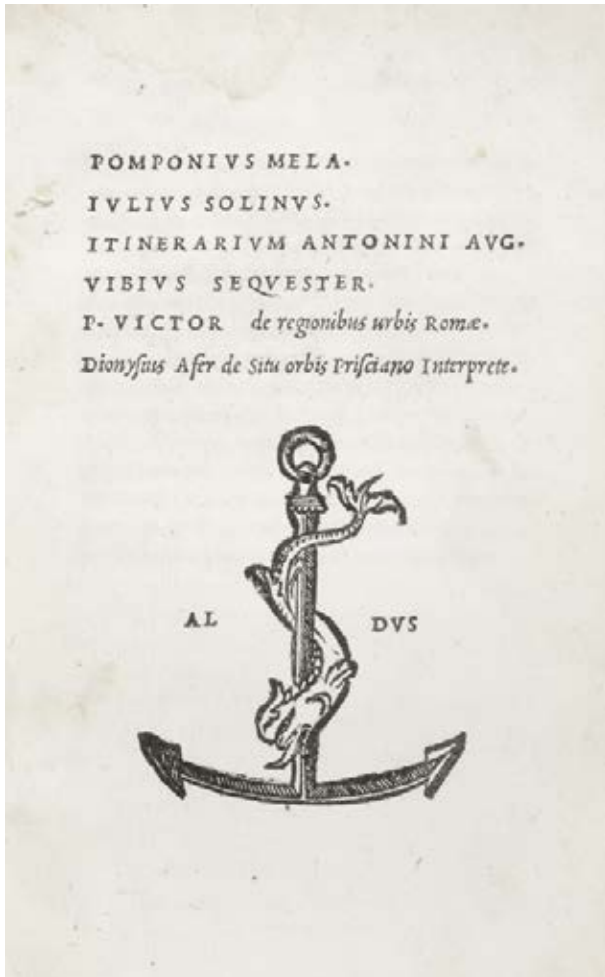 POMPONIVS MELA.
IVLIVS SOLINVS.
ITINERARIVM ANTONINI AVG.
VIBIVS SEQVESTER.
P. VICTOR de regionibus urbis Romæ.
Dionysius Afer de Situ orbis Prisciano Interprete.
AL DVS